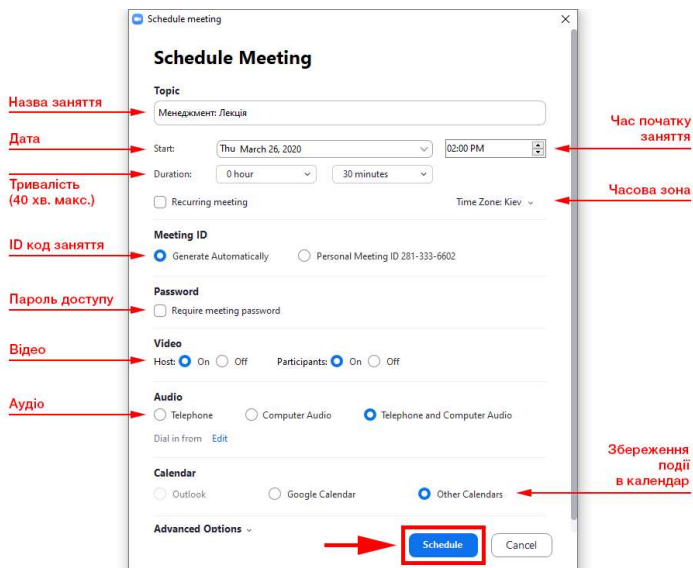 Schedule meeting
Schedule Meeting
Topic
Назва заняття
Менеджмент: Лекція
Дата
Start: Thu March 26, 2020 02:00 PM
Час початку
заняття
Duration: 0 hour 30 minutes
Тривалість
(40 хв. макс.)
Recurring meeting Time Zone: Kiev
Часова зона
Meeting ID
ID код заняття
Generate Automatically Personal Meeting ID 281-333-6602
Password
Пароль доступу
Require meeting password
Video
Відео
Host: On Off Participants: On Off
Audio
Аудіо
Telephone Computer Audio Telephone and Computer Audio
Dial in from Edit
Збереження
події
в календар
Calendar
Outlook Google Calendar Other Calendars
Advanced Options
Schedule Cancel